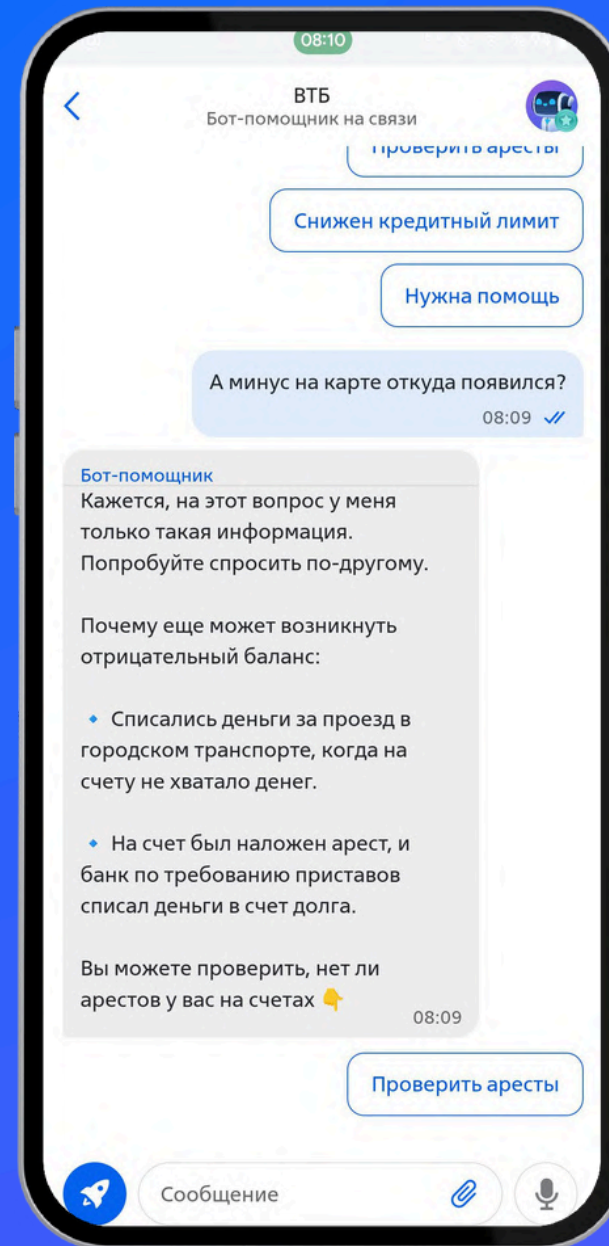 08:10
ВТБ
Бот-помощник на связи
Проверить аресты
Снижен кредитный лимит
Нужна помощь
А минус на карте откуда появился?
08:09
Бот-помощник
Кажется, на этот вопрос у меня
только такая информация.
Попробуйте спросить по-другому.
Почему еще может возникнуть
отрицательный баланс:
🔹 Списались деньги за проезд в
городском транспорте, когда на
счету не хватало денег.
🔹 На счет был наложен арест, и
банк по требованию приставов
списал деньги в счет долга.
Вы можете проверить, нет ли
арестов у вас на счетах 👇
08:09
Проверить аресты
Сообщение